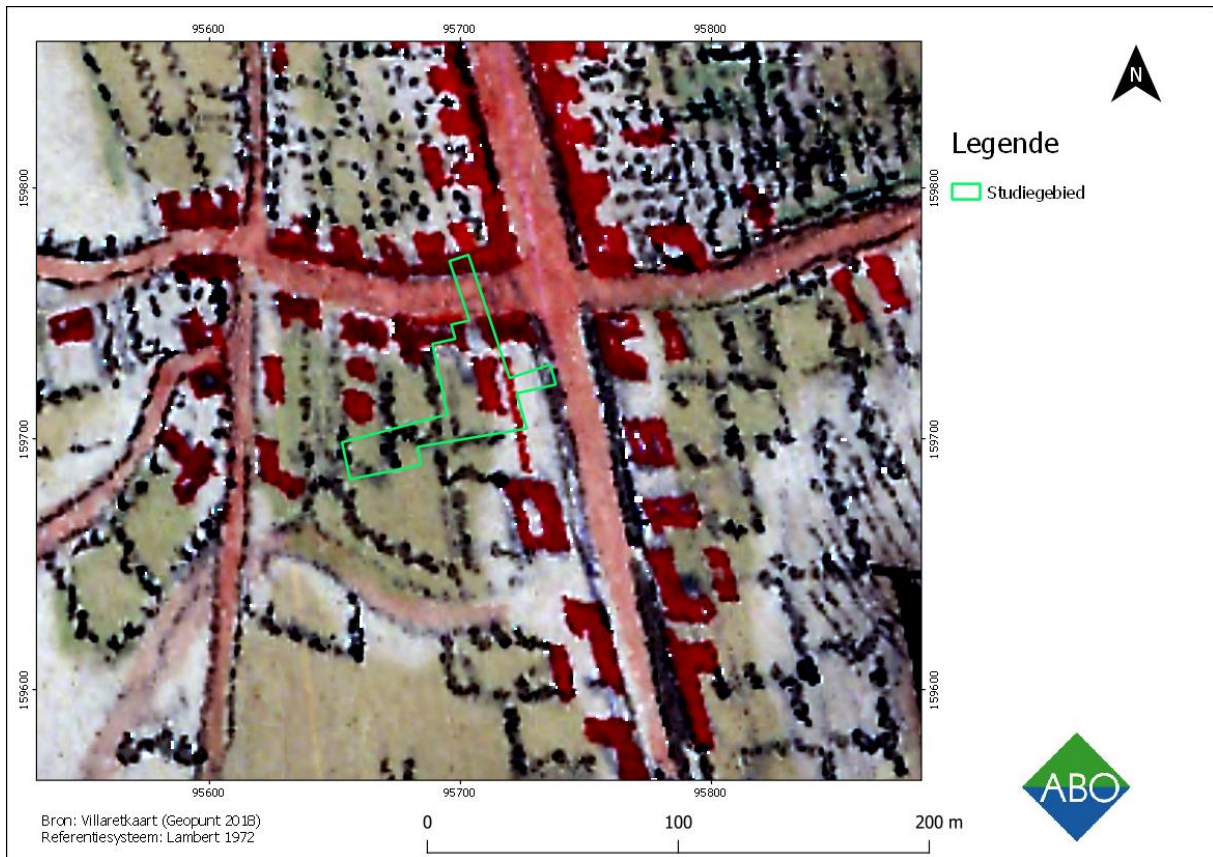 95600 95700 95800
N
Legende
Studiegebied
159800 159800
159700 159700
159600 159600
95600 95700 95800
ABO
Bron: Villaretkaart (Geopunt 2018)
Referentiesysteem: Lambert 1972
0 100 200 m